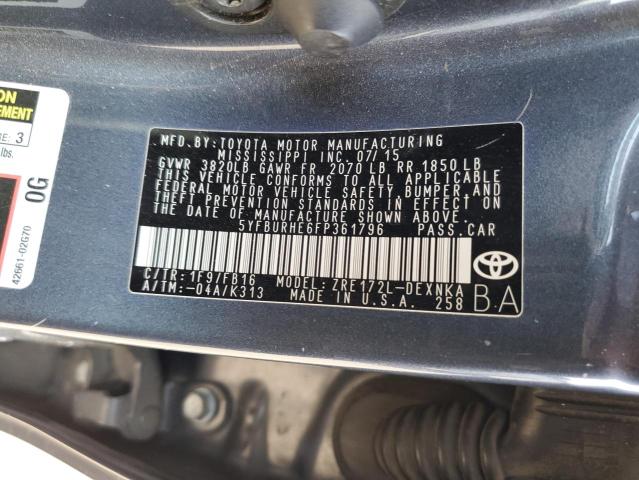 ON
EMENT
E: 3
lbs.
0G
42661-02G70
MFD.BY:TOYOTA MOTOR MANUFACTURING
MISSISSIPPI INC. 07/15
GVWR 3820LB GAWR FR 2070 LB RR 1850 LB
THIS VEHICLE CONFORMS TO ALL APPLICABLE
FEDERAL MOTOR VEHICLE SAFETY, BUMPER, AND
THEFT PREVENTION STANDARDS IN EFFECT ON
THE DATE OF MANUFACTURE SHOWN ABOVE.
5YFBURHE6FP361796 PASS.CAR
C/TR:1F9/FB16 MODEL: ZRE172L-DEXNKA
A/TM:-04A/K313 MADE IN U.S.A. 258
BA